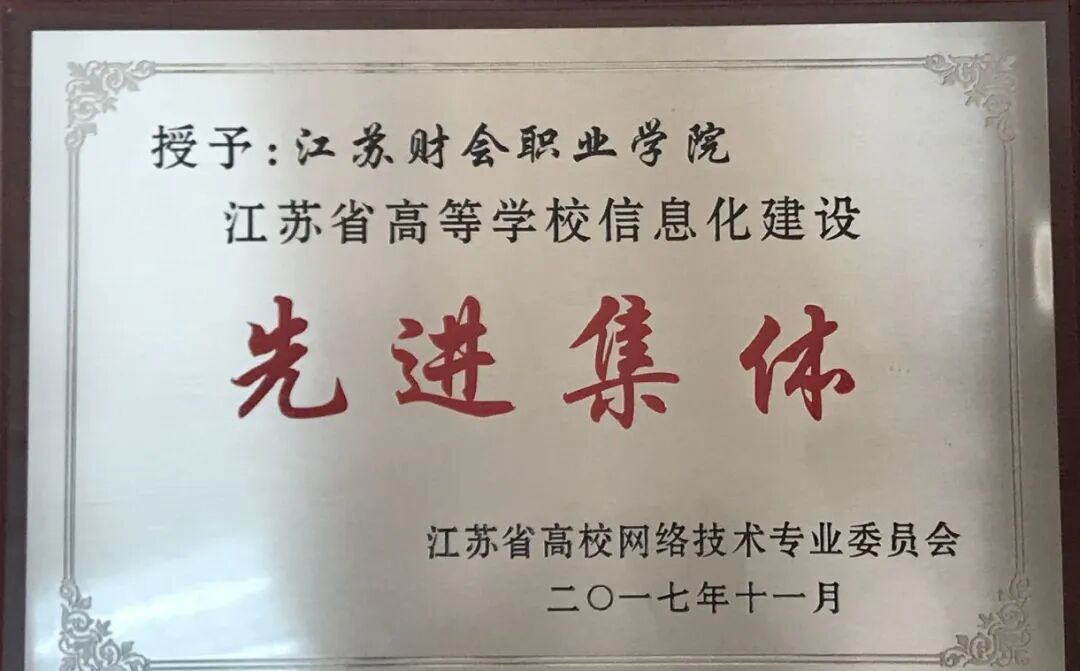 授予:江苏财会职业学院
江苏省高等学校信息化建设
先进集体
江苏省高校网络技术专业委员会
二〇一七年十一月